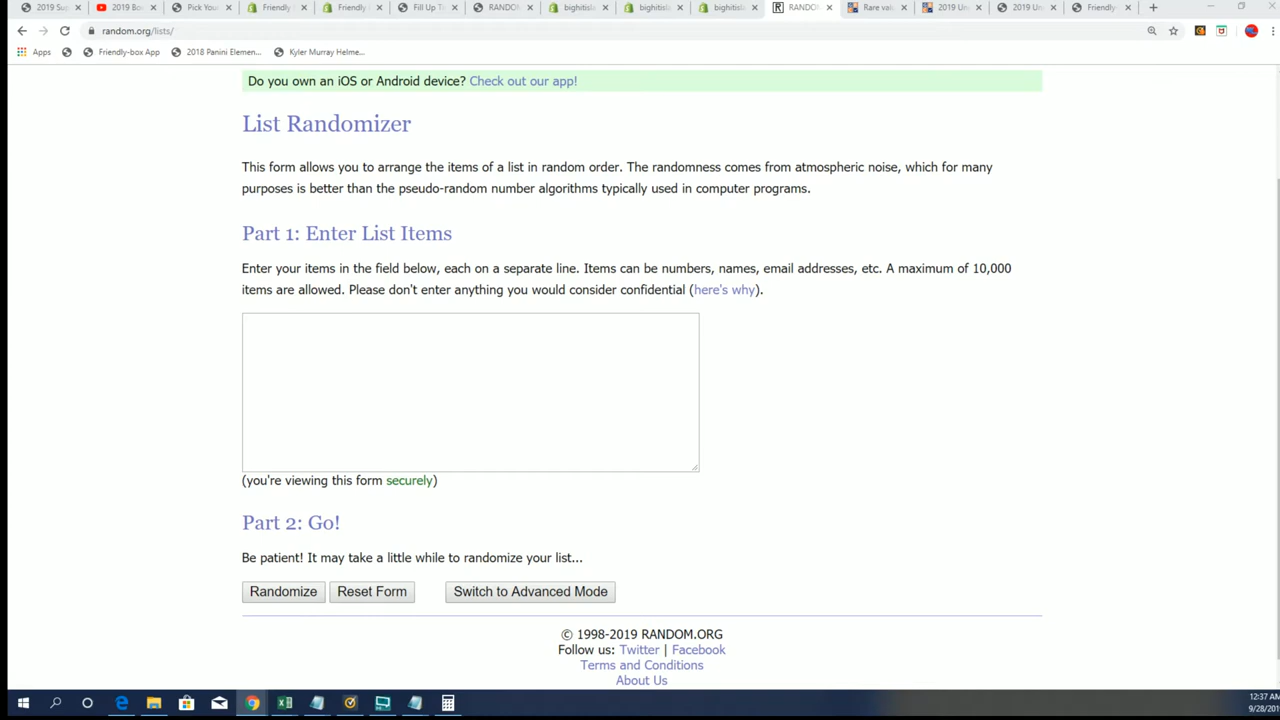 2019 Su
2019 Bo
Pick You
Friendly
Friendly
Fill Up T
RANDOM
bighitisla
bighitisla
bighitisla
RANDO
Rare val
2019 Un
2019 Un
Friendly-
random.org/lists/
Apps
Friendly-box App
2018 Panini Elemen...
Kyler Murray Helme...
Do you own an iOS or Android device? Check out our app!
List Randomizer
This form allows you to arrange the items of a list in random order. The randomness comes from atmospheric noise, which for many
purposes is better than the pseudo-random number algorithms typically used in computer programs.
Part 1: Enter List Items
Enter your items in the field below, each on a separate line. Items can be numbers, names, email addresses, etc. A maximum of 10,000
items are allowed. Please don't enter anything you would consider confidential (here's why).
(you're viewing this form securely)
Part 2: Go!
Be patient! It may take a little while to randomize your list...
Randomize
Reset Form
Switch to Advanced Mode
© 1998-2019 RANDOM.ORG
Follow us: Twitter | Facebook
Terms and Conditions
About Us
12:37 AM
9/28/201